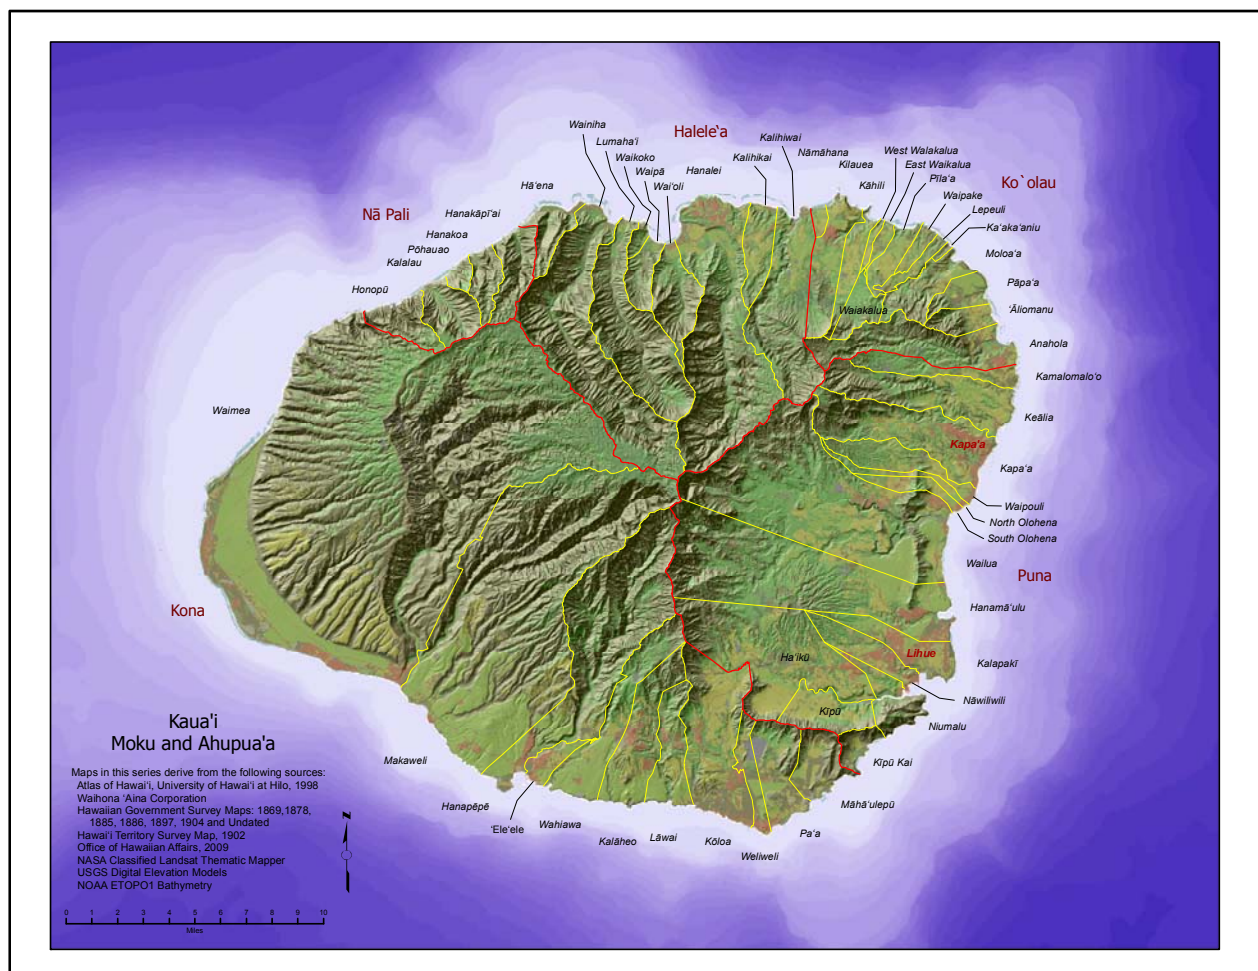 Wainiha
Lumaha'i
Waikoko
Waipā
Wai'oli
Halele'a
Hanalei
Kalihikai
Kalihiwai
Nāmāhana
Kilauea
Kāhili
West Walakalua
East Waikalua
Pīla'a
Ko`olau
Waipake
Lepeuli
Ka'aka'aniu
Moloa'a
Pāpa'a
'Āliomanu
Anahola
Kamalomalo'o
Keālia
Kapa'a
Kapa'a
Waipouli
North Olohena
South Olohena
Wailua
Puna
Hanamā'ulu
Lihue
Kalapakī
Nāwiliwili
Niumalu
Ha'ikū
Kīpū
Kīpū Kai
Māhā'ulepū
Pa'a
Weliweli
Kōloa
Lāwai
Kalāheo
Wahiawa
'Ele'ele
Hanapēpē
Makaweli
Kona
Waimea
Nā Pali
Honopū
Kalalau
Pōhauao
Hanakoa
Hanakāpī'ai
Hā'ena
Waiakalua
Kaua'i
Moku and Ahupua'a
Maps in this series derive from the following sources:
Atlas of Hawai'i, University of Hawai'i at Hilo, 1998
Waihona 'Aina Corporation
Hawaiian Government Survey Maps: 1869,1878,
1885, 1886, 1897, 1904 and Undated
Hawai'i Territory Survey Map, 1902
Office of Hawaiian Affairs, 2009
NASA Classified Landsat Thematic Mapper
USGS Digital Elevation Models
NOAA ETOPO1 Bathymetry
N
0 1 2 3 4 5 6 7 8 9 10
Miles